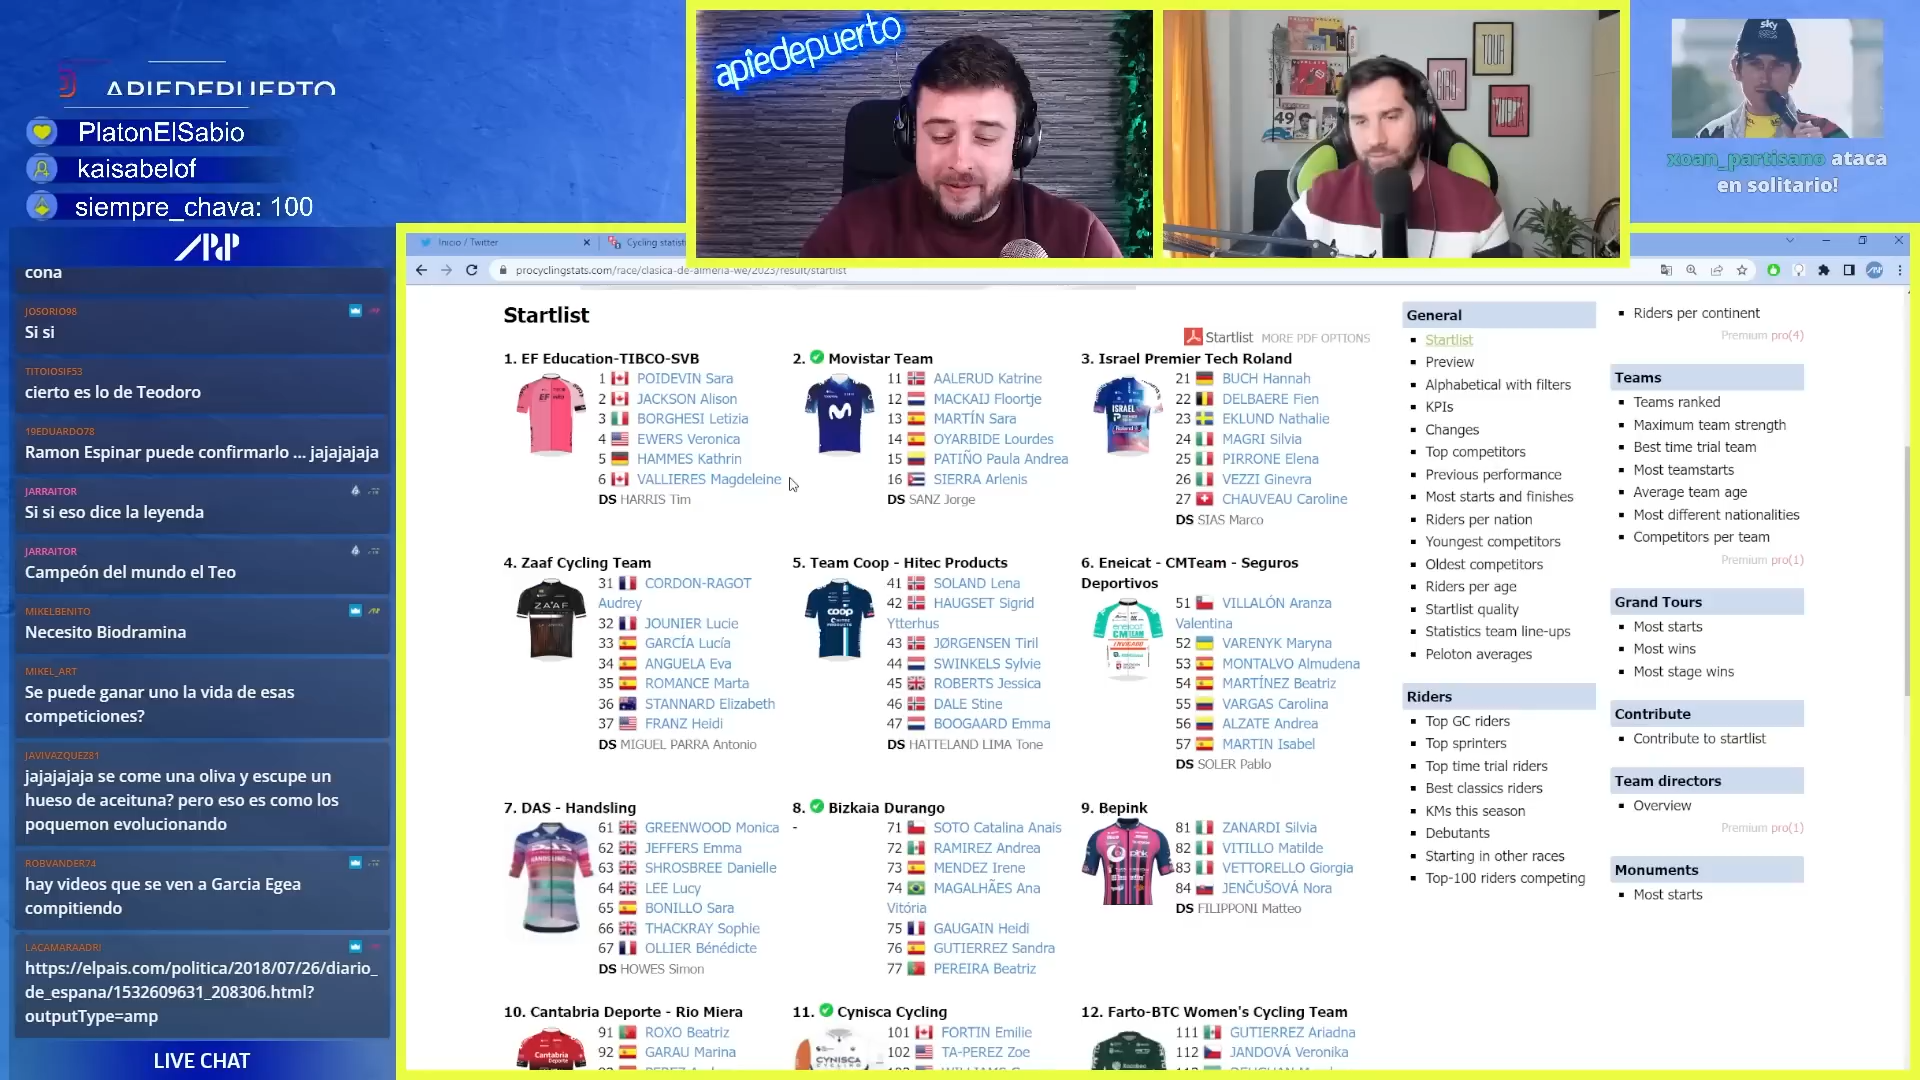 APIEDEPUERTO
PlatonElSabio
kaisabelof
siempre_chava: 100
cona
JOSORIO98
Si si
TITOIOSIF53
cierto es lo de Teodoro
19EDUARDO78
Ramon Espinar puede confirmarlo ... jajajajaja
JARRAITOR
Si si eso dice la leyenda
JARRAITOR
Campeón del mundo el Teo
MIKELBENITO
Necesito Biodramina
MIKEL_ART
Se puede ganar uno la vida de esas
competiciones?
JAVIVAZQUEZ81
jajajajaja se come una oliva y escupe un
hueso de aceituna? pero eso es como los
poquemon evolucionando
ROBVANDER74
hay videos que se ven a Garcia Egea
compitiendo
LACAMARAADRI
https://elpais.com/politica/2018/07/26/diario_
de_espana/1532609631_208306.html?
outputType=amp
LIVE CHAT
apiedepuerto
GIRO
TOUR
VUELTA
49
sky
xoan_partisano ataca
en solitario!
Inicio / Twitter
Cycling statist
procyclingstats.com/race/clasica-de-almeria-we/2023/result/startlist
Startlist
Startlist MORE PDF OPTIONS
1. EF Education-TIBCO-SVB
1 POIDEVIN Sara
2 JACKSON Alison
3 BORGHESI Letizia
4 EWERS Veronica
5 HAMMES Kathrin
6 VALLIERES Magdeleine
DS HARRIS Tim
2. Movistar Team
11 AALERUD Katrine
12 MACKAIJ Floortje
13 MARTÍN Sara
14 OYARBIDE Lourdes
15 PATIÑO Paula Andrea
16 SIERRA Arlenis
DS SANZ Jorge
3. Israel Premier Tech Roland
21 BUCH Hannah
22 DELBAERE Fien
23 EKLUND Nathalie
24 MAGRI Silvia
25 PIRRONE Elena
26 VEZZI Ginevra
27 CHAUVEAU Caroline
DS SIAS Marco
4. Zaaf Cycling Team
31 CORDON-RAGOT
Audrey
32 JOUNIER Lucie
33 GARCÍA Lucía
34 ANGUELA Eva
35 ROMANCE Marta
36 STANNARD Elizabeth
37 FRANZ Heidi
DS MIGUEL PARRA Antonio
5. Team Coop - Hitec Products
41 SOLAND Lena
42 HAUGSET Sigrid
Ytterhus
43 JØRGENSEN Tiril
44 SWINKELS Sylvie
45 ROBERTS Jessica
46 DALE Stine
47 BOOGAARD Emma
DS HATTELAND LIMA Tone
6. Eneicat - CMTeam - Seguros
Deportivos
51 VILLALÓN Aranza
Valentina
52 VARENYK Maryna
53 MONTALVO Almudena
54 MARTÍNEZ Beatriz
55 VARGAS Carolina
56 ALZATE Andrea
57 MARTIN Isabel
DS SOLER Pablo
7. DAS - Handsling
61 GREENWOOD Monica -
62 JEFFERS Emma
63 SHROSBREE Danielle
64 LEE Lucy
65 BONILLO Sara
66 THACKRAY Sophie
67 OLLIER Bénédicte
DS HOWES Simon
8. Bizkaia Durango
71 SOTO Catalina Anais
72 RAMIREZ Andrea
73 MENDEZ Irene
74 MAGALHÃES Ana
Vitória
75 GAUGAIN Heidi
76 GUTIERREZ Sandra
77 PEREIRA Beatriz
9. Bepink
81 ZANARDI Silvia
82 VITILLO Matilde
83 VETTORELLO Giorgia
84 JENČUŠOVÁ Nora
DS FILIPPONI Matteo
10. Cantabria Deporte - Rio Miera
91 ROXO Beatriz
92 GARAU Marina
11. Cynisca Cycling
101 FORTIN Emilie
102 TA-PEREZ Zoe
12. Farto-BTC Women's Cycling Team
111 GUTIERREZ Ariadna
112 JANDOVÁ Veronika
EF
ISRAEL
ZAAF
coop
eneicat
CMTEAM
Cantabria
Deporte
CYNISCA
CYCLING
General
Startlist
Preview
Alphabetical with filters
KPIs
Changes
Top competitors
Previous performance
Most starts and finishes
Riders per nation
Youngest competitors
Oldest competitors
Riders per age
Startlist quality
Statistics team line-ups
Peloton averages
Riders
Top GC riders
Top sprinters
Top time trial riders
Best classics riders
KMs this season
Debutants
Starting in other races
Top-100 riders competing
Riders per continent
Premium pro(4)
Teams
Teams ranked
Maximum team strength
Best time trial team
Most teamstarts
Average team age
Most different nationalities
Competitors per team
Premium pro(1)
Grand Tours
Most starts
Most wins
Most stage wins
Contribute
Contribute to startlist
Team directors
Overview
Premium pro(1)
Monuments
Most starts